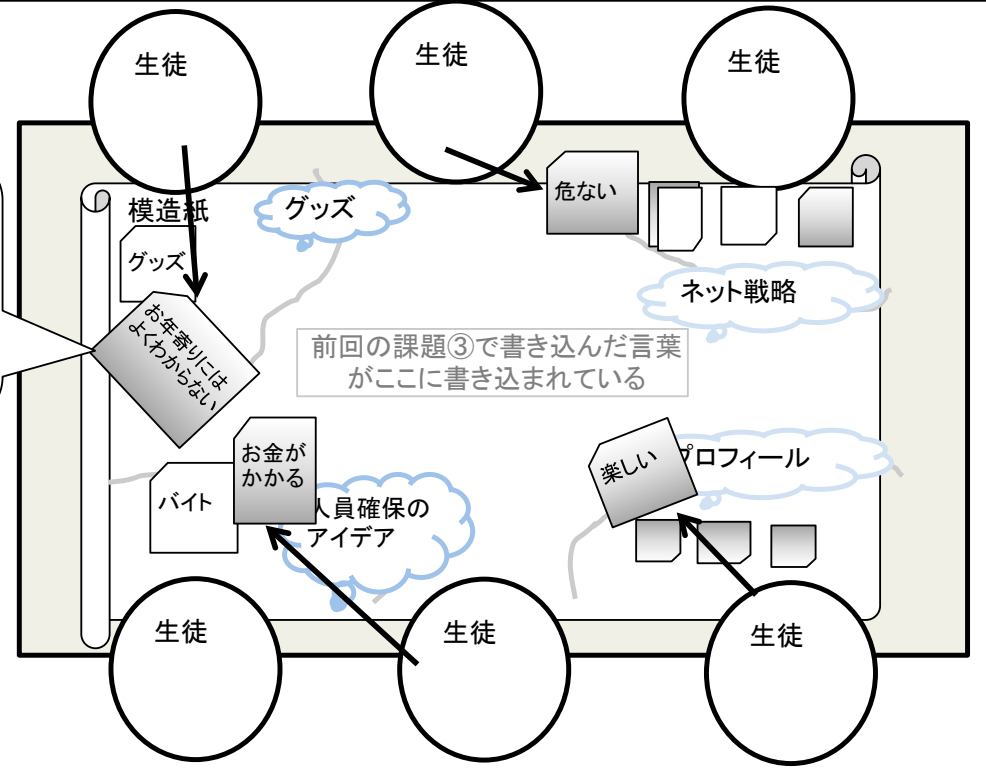 生徒
生徒
生徒
模造紙
グッズ
グッズ
お年寄りには
よくわからない
危ない
ネット戦略
前回の課題③で書き込んだ言葉
がここに書き込まれている
お金が
かかる
バイト
人員確保の
アイデア
楽しい
プロフィール
生徒
生徒
生徒